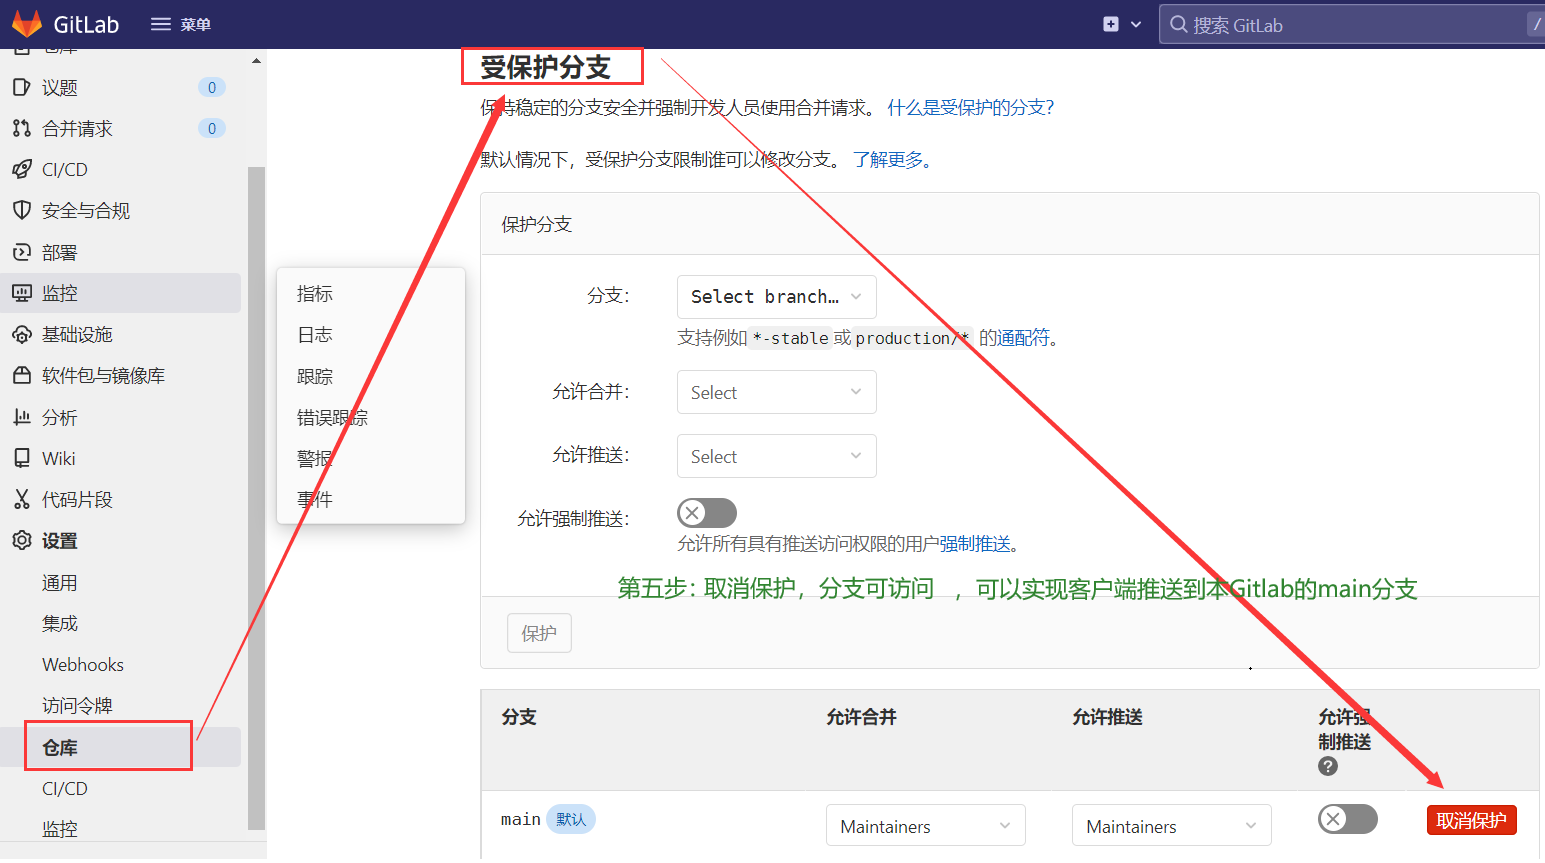 GitLab
菜单
搜索 GitLab
/
仓库
议题 0
合并请求 0
CI/CD
安全与合规
部署
监控
基础设施
软件包与镜像库
分析
Wiki
代码片段
设置
通用
集成
Webhooks
访问令牌
仓库
CI/CD
监控
指标
日志
跟踪
错误跟踪
警报
事件
受保护分支
保持稳定的分支安全并强制开发人员使用合并请求。 什么是受保护的分支？
默认情况下，受保护分支限制谁可以修改分支。 了解更多。
保护分支
分支： Select branch...
支持例如 *-stable 或 production/* 的通配符。
允许合并： Select
允许推送： Select
允许强制推送：
允许所有具有推送访问权限的用户强制推送。
第五步：取消保护，分支可访问 ，可以实现客户端推送到本Gitlab的main分支
保护
分支 允许合并 允许推送 允许强
制推送
?
main 默认 Maintainers Maintainers 取消保护